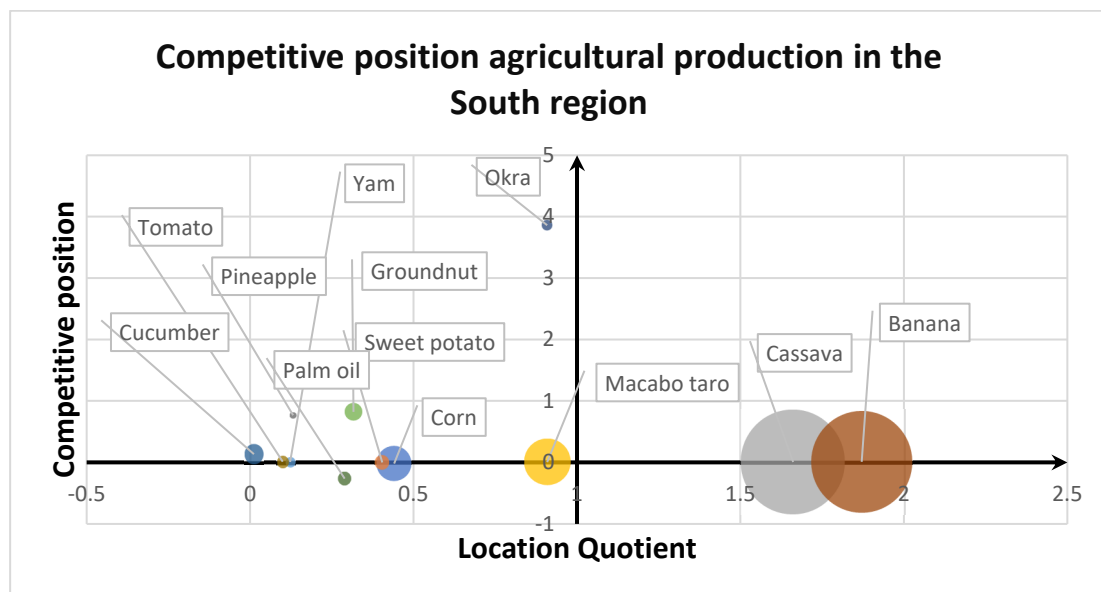 Competitive position agricultural production in the
South region
Competitive position
5
4
3
2
1
0
-1
Okra
Yam
Tomato
Pineapple
Groundnut
Cucumber
Sweet potato
Palm oil
Corn
Macabo taro
Cassava
Banana
-0.5
0
0.5
1
1.5
2
2.5
Location Quotient